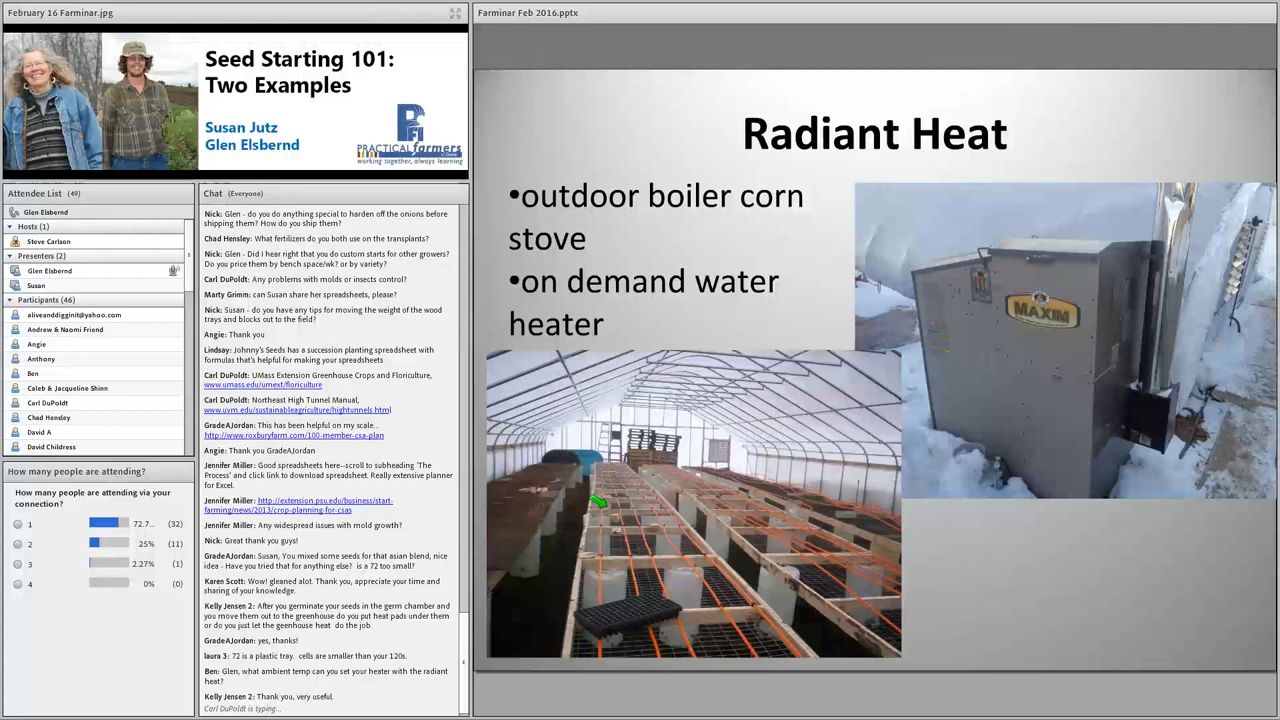 February 16 Farminar.jpg
Seed Starting 101:
Two Examples
Susan Jutz
Glen Elsbernd
PFI
PRACTICAL farmers
of Iowa
working together, always learning
Attendee List (49)
Glen Elsbernd
Hosts (1)
Steve Carlson
Presenters (2)
Glen Elsbernd
Susan
Participants (46)
aliveanddigginit@yahoo.com
Andrew & Naomi Friend
Angie
Anthony
Ben
Caleb & Jacqueline Shinn
Carl DuPoldt
Chad Hensley
David A
David Childress
How many people are attending?
How many people are attending via your
connection?
1 72.7... (32)
2 25% (11)
3 2.27% (1)
4 0% (0)
Chat (Everyone)
Nick: Glen - do you do anything special to harden off the onions before
shipping them? How do you ship them?
Chad Hensley: What fertilizers do you both use on the transplants?
Nick: Glen - Did I hear right that you do custom starts for other growers?
Do you price them by bench space/wk? or by variety?
Carl DuPoldt: Any problems with molds or insects control?
Marty Grimm: can Susan share her spreadsheets, please?
Nick: Susan - do you have any tips for moving the weight of the wood
trays and blocks out to the field?
Angie: Thank you
Lindsay: Johnny's Seeds has a succession planting spreadsheet with
formulas that's helpful for making your spreadsheets
Carl DuPoldt: UMass Extension Greenhouse Crops and Floriculture,
www.umass.edu/umext/floriculture
Carl DuPoldt: Northeast High Tunnel Manual,
www.uvm.edu/sustainableagriculture/hightunnels.html
GradeAJordan: This has been helpful on my scale...
http://www.roxburyfarm.com/100-member-csa-plan
Angie: Thank you GradeAJordan
Jennifer Miller: Good spreadsheets here--scroll to subheading 'The
Process' and click link to download spreadsheet. Really extensive planner
for Excel.
Jennifer Miller: http://extension.psu.edu/business/start-
farming/news/2013/crop-planning-for-csas
Jennifer Miller: Any widespread issues with mold growth?
Nick: Great thank you guys!
GradeAJordan: Susan, You mixed some seeds for that asian blend, nice
idea - Have you tried that for anything else? is a 72 too small?
Karen Scott: Wow! gleaned alot. Thank you, appreciate your time and
sharing of your knowledge.
Kelly Jensen 2: After you germinate your seeds in the germ chamber and
you move them out to the greenhouse do you put heat pads under them
or do you just let the geenhouse heat do the job.
GradeAJordan: yes, thanks!
laura 3: 72 is a plastic tray. cells are smaller than your 120s.
Ben: Glen, what ambient temp can you set your heater with the radiant
heat?
Kelly Jensen 2: Thank you, very useful.
Carl DuPoldt is typing...
Farminar Feb 2016.pptx
Radiant Heat
•outdoor boiler corn
stove
•on demand water
heater
MAXIM